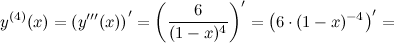 y^{(4)}(x) = (y'''(x))' = \left( \frac{6}{(1-x)^4} \right)' = \left( 6 \cdot (1-x)^{-4} \right)' =